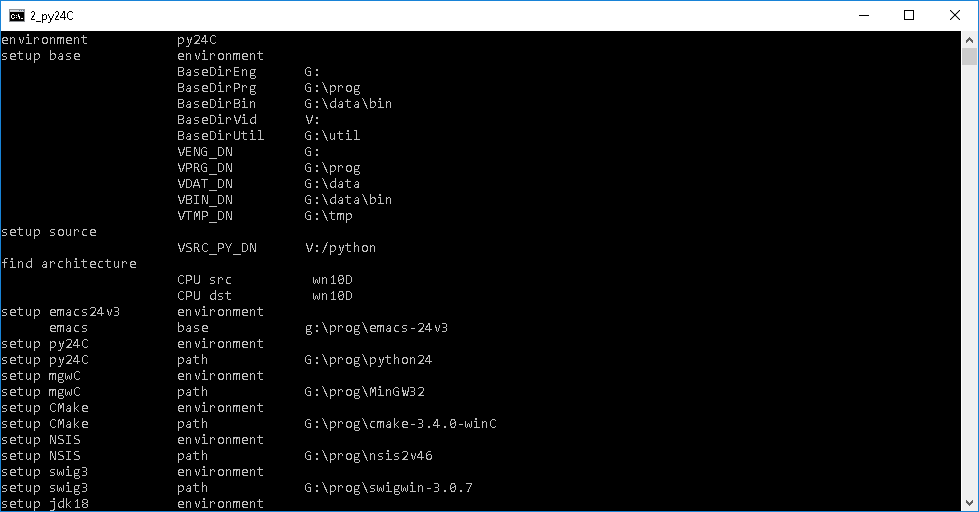 2_py24C
environment py24C
setup base environment
BaseDirEng G:
BaseDirPrg G:\prog
BaseDirBin G:\data\bin
BaseDirVid V:
BaseDirUtil G:\util
VENG_DN G:
VPRG_DN G:\prog
VDAT_DN G:\data
VBIN_DN G:\data\bin
VTMP_DN G:\tmp
setup source
VSRC_PY_DN V:/python
find architecture
CPU src wn10D
CPU dst wn10D
setup emacs24v3 environment
emacs base g:\prog\emacs-24v3
setup py24C environment
setup py24C path G:\prog\python24
setup mgwC environment
setup mgwC path G:\prog\MinGW32
setup CMake environment
setup CMake path G:\prog\cmake-3.4.0-winC
setup NSIS environment
setup NSIS path G:\prog\nsis2v46
setup swig3 environment
setup swig3 path G:\prog\swigwin-3.0.7
setup jdk18 environment